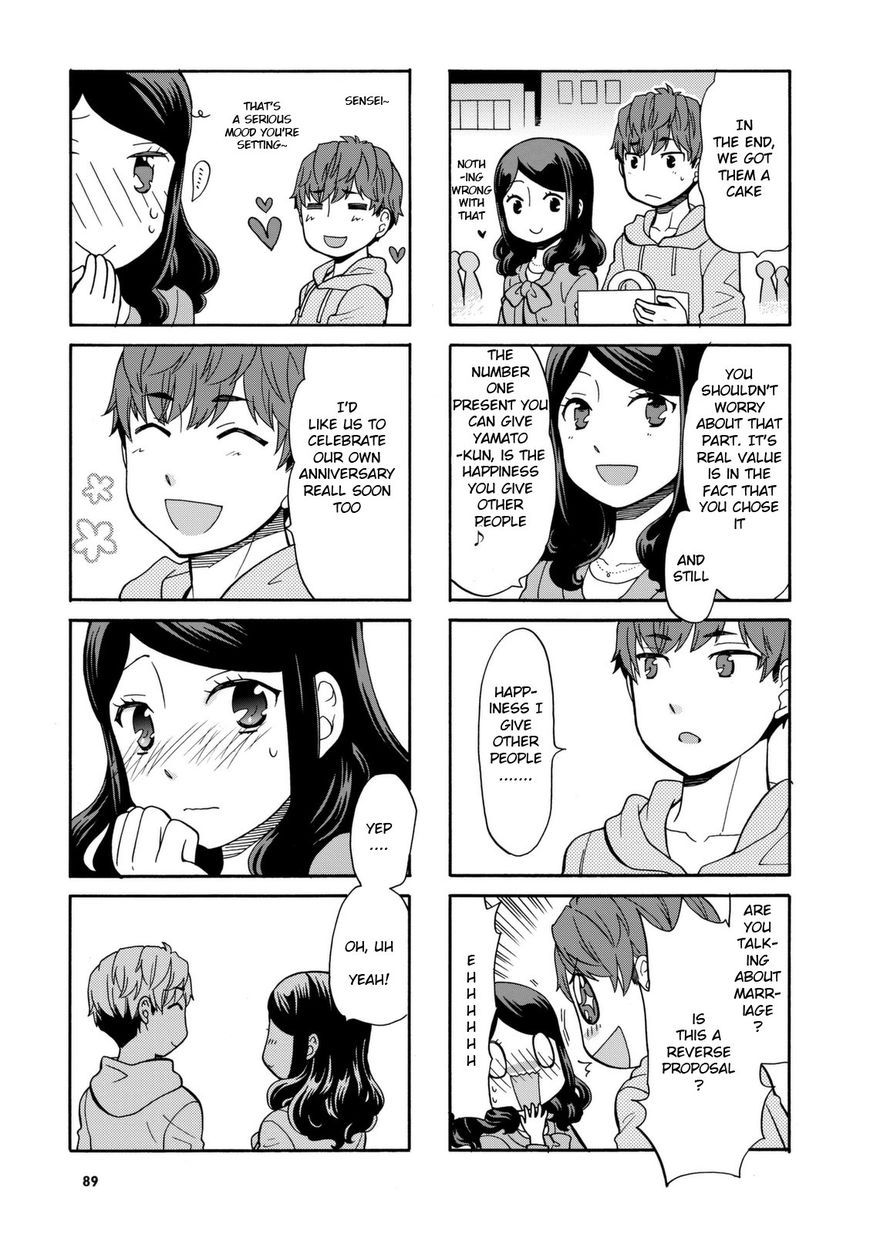 IN
THE END,
WE GOT
THEM A
CAKE
NOTH
-ING
WRONG
WITH
THAT
YOU
SHOULDN'T
WORRY
ABOUT THAT
PART. IT'S
REAL VALUE
IS IN THE
FACT THAT
YOU CHOSE
IT
THE
NUMBER
ONE
PRESENT YOU
CAN GIVE
YAMATO
-KUN, IS THE
HAPPINESS
YOU GIVE
OTHER
PEOPLE
♪
AND
STILL
HAPP-
INESS I
GIVE
OTHER
PEOPLE
.......
ARE
YOU
TALK-
ING
ABOUT
MARR-
IAGE
?
IS
THIS A
REVERSE
PROPOSAL
?
E
H
H
H
H
H
H
SENSEI~
THAT'S
A SERIOUS
MOOD YOU'RE
SETTING~
....
I'D
LIKE US TO
CELEBRATE
OUR OWN
ANNIVERSARY
REALL SOON
TOO
YEP
....
OH, UH
YEAH!
89